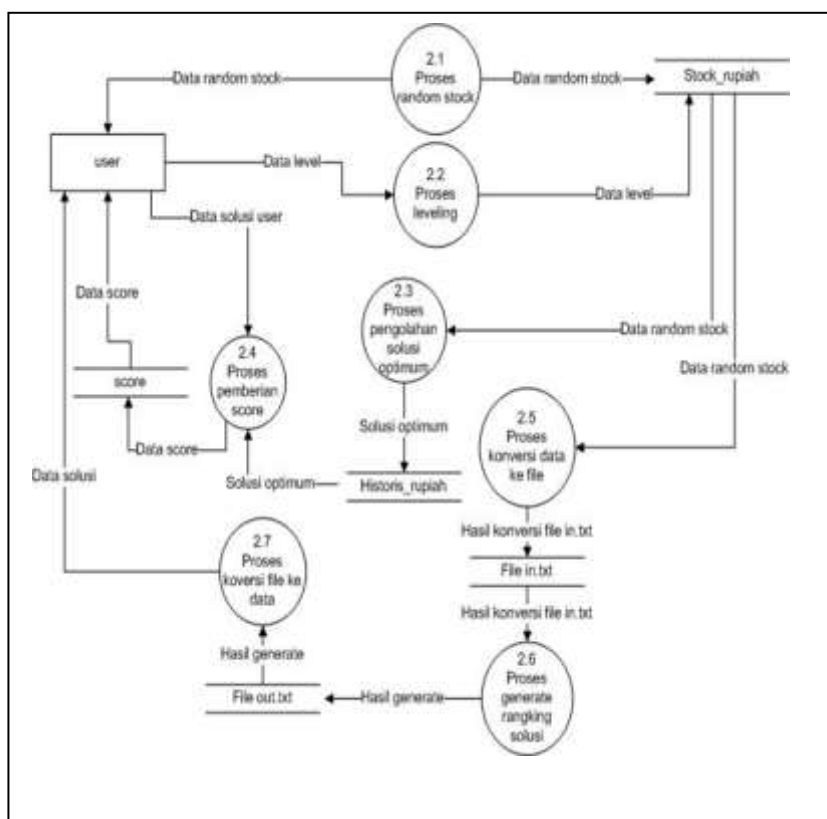 2.1
Proses
random stock
Data random stock
Data random stock
Stock_rupiah
user
Data level
2.2
Proses
leveling
Data level
Data solusi user
2.3
Proses
pengolahan
solusi
optimum
Data random stock
Data score
Data random stock
score
2.4
Proses
pemberian
score
Solusi optimum
2.5
Proses
konversi data
ke file
Data score
Data solusi
Solusi optimum
Historis_rupiah
Hasil konversi file in.txt
2.7
Proses
koversi file ke
data
File in.txt
Hasil konversi file in.txt
Hasil generate
2.6
Proses
generate
rangking
solusi
File out.txt
Hasil generate